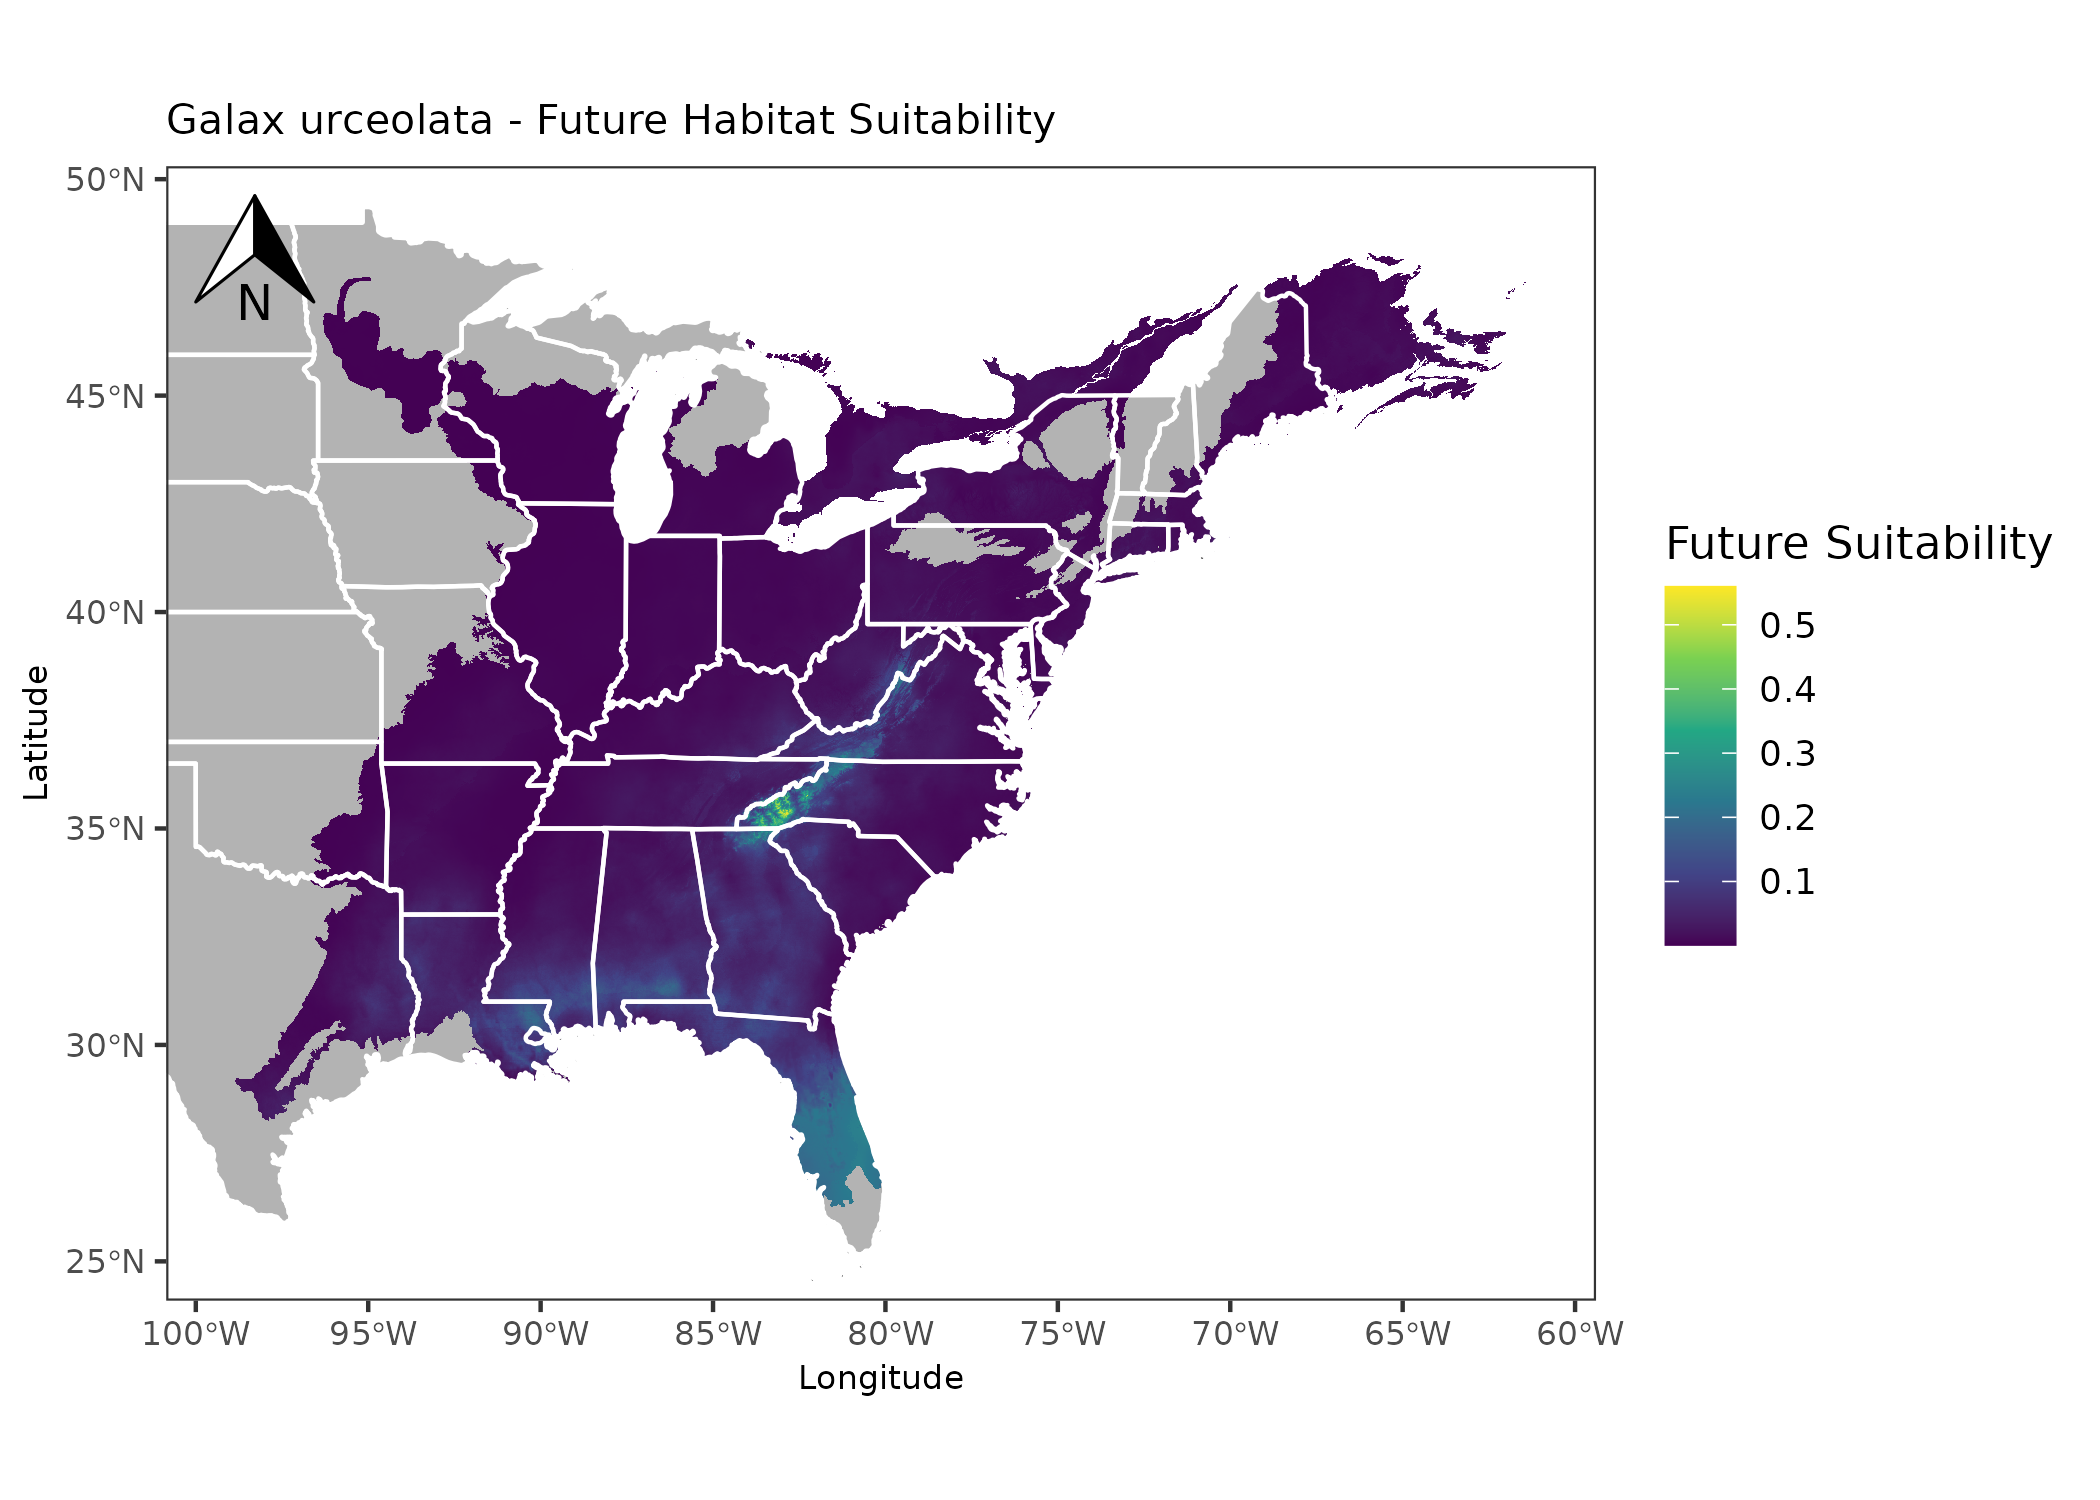 Galax urceolata - Future Habitat Suitability
50°N
45°N
40°N
35°N
30°N
25°N
Latitude
N
100°W 95°W 90°W 85°W 80°W 75°W 70°W 65°W 60°W
Longitude
Future Suitability
0.5
0.4
0.3
0.2
0.1